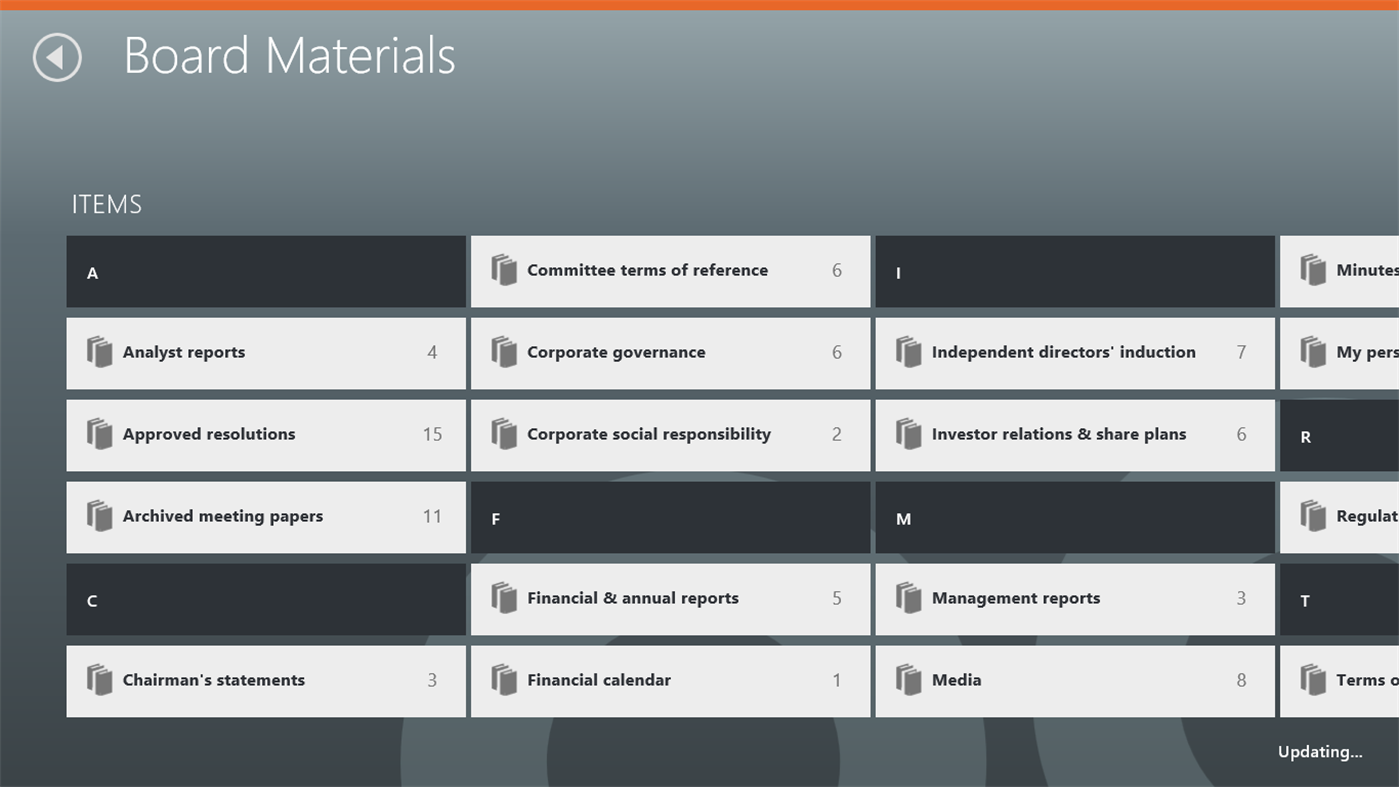 Board Materials
ITEMS
A
Analyst reports 4
Approved resolutions 15
Archived meeting papers 11
C
Chairman's statements 3
Committee terms of reference 6
Corporate governance 6
Corporate social responsibility 2
F
Financial & annual reports 5
Financial calendar 1
I
Independent directors' induction 7
Investor relations & share plans 6
M
Management reports 3
Media 8
Minutes
My pers
R
Regulat
T
Terms o
Updating...